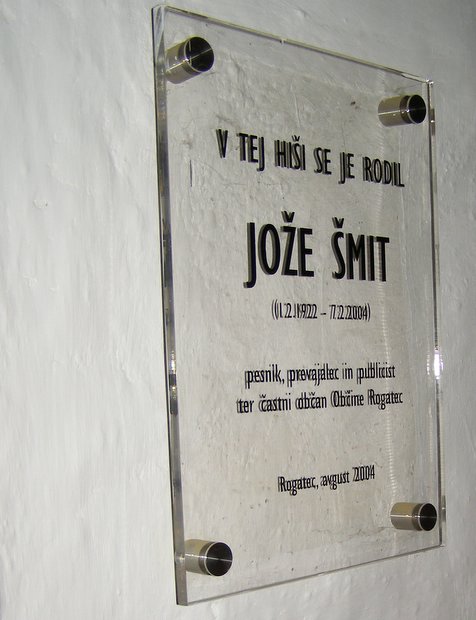 V TEJ HIŠI SE JE RODIL
JOŽE ŠMIT
(1.2.1922 – 7.2.2004)
pesnik, prevajalec in publicist
ter častni občan Občine Rogatec
Rogatec, avgust 2004